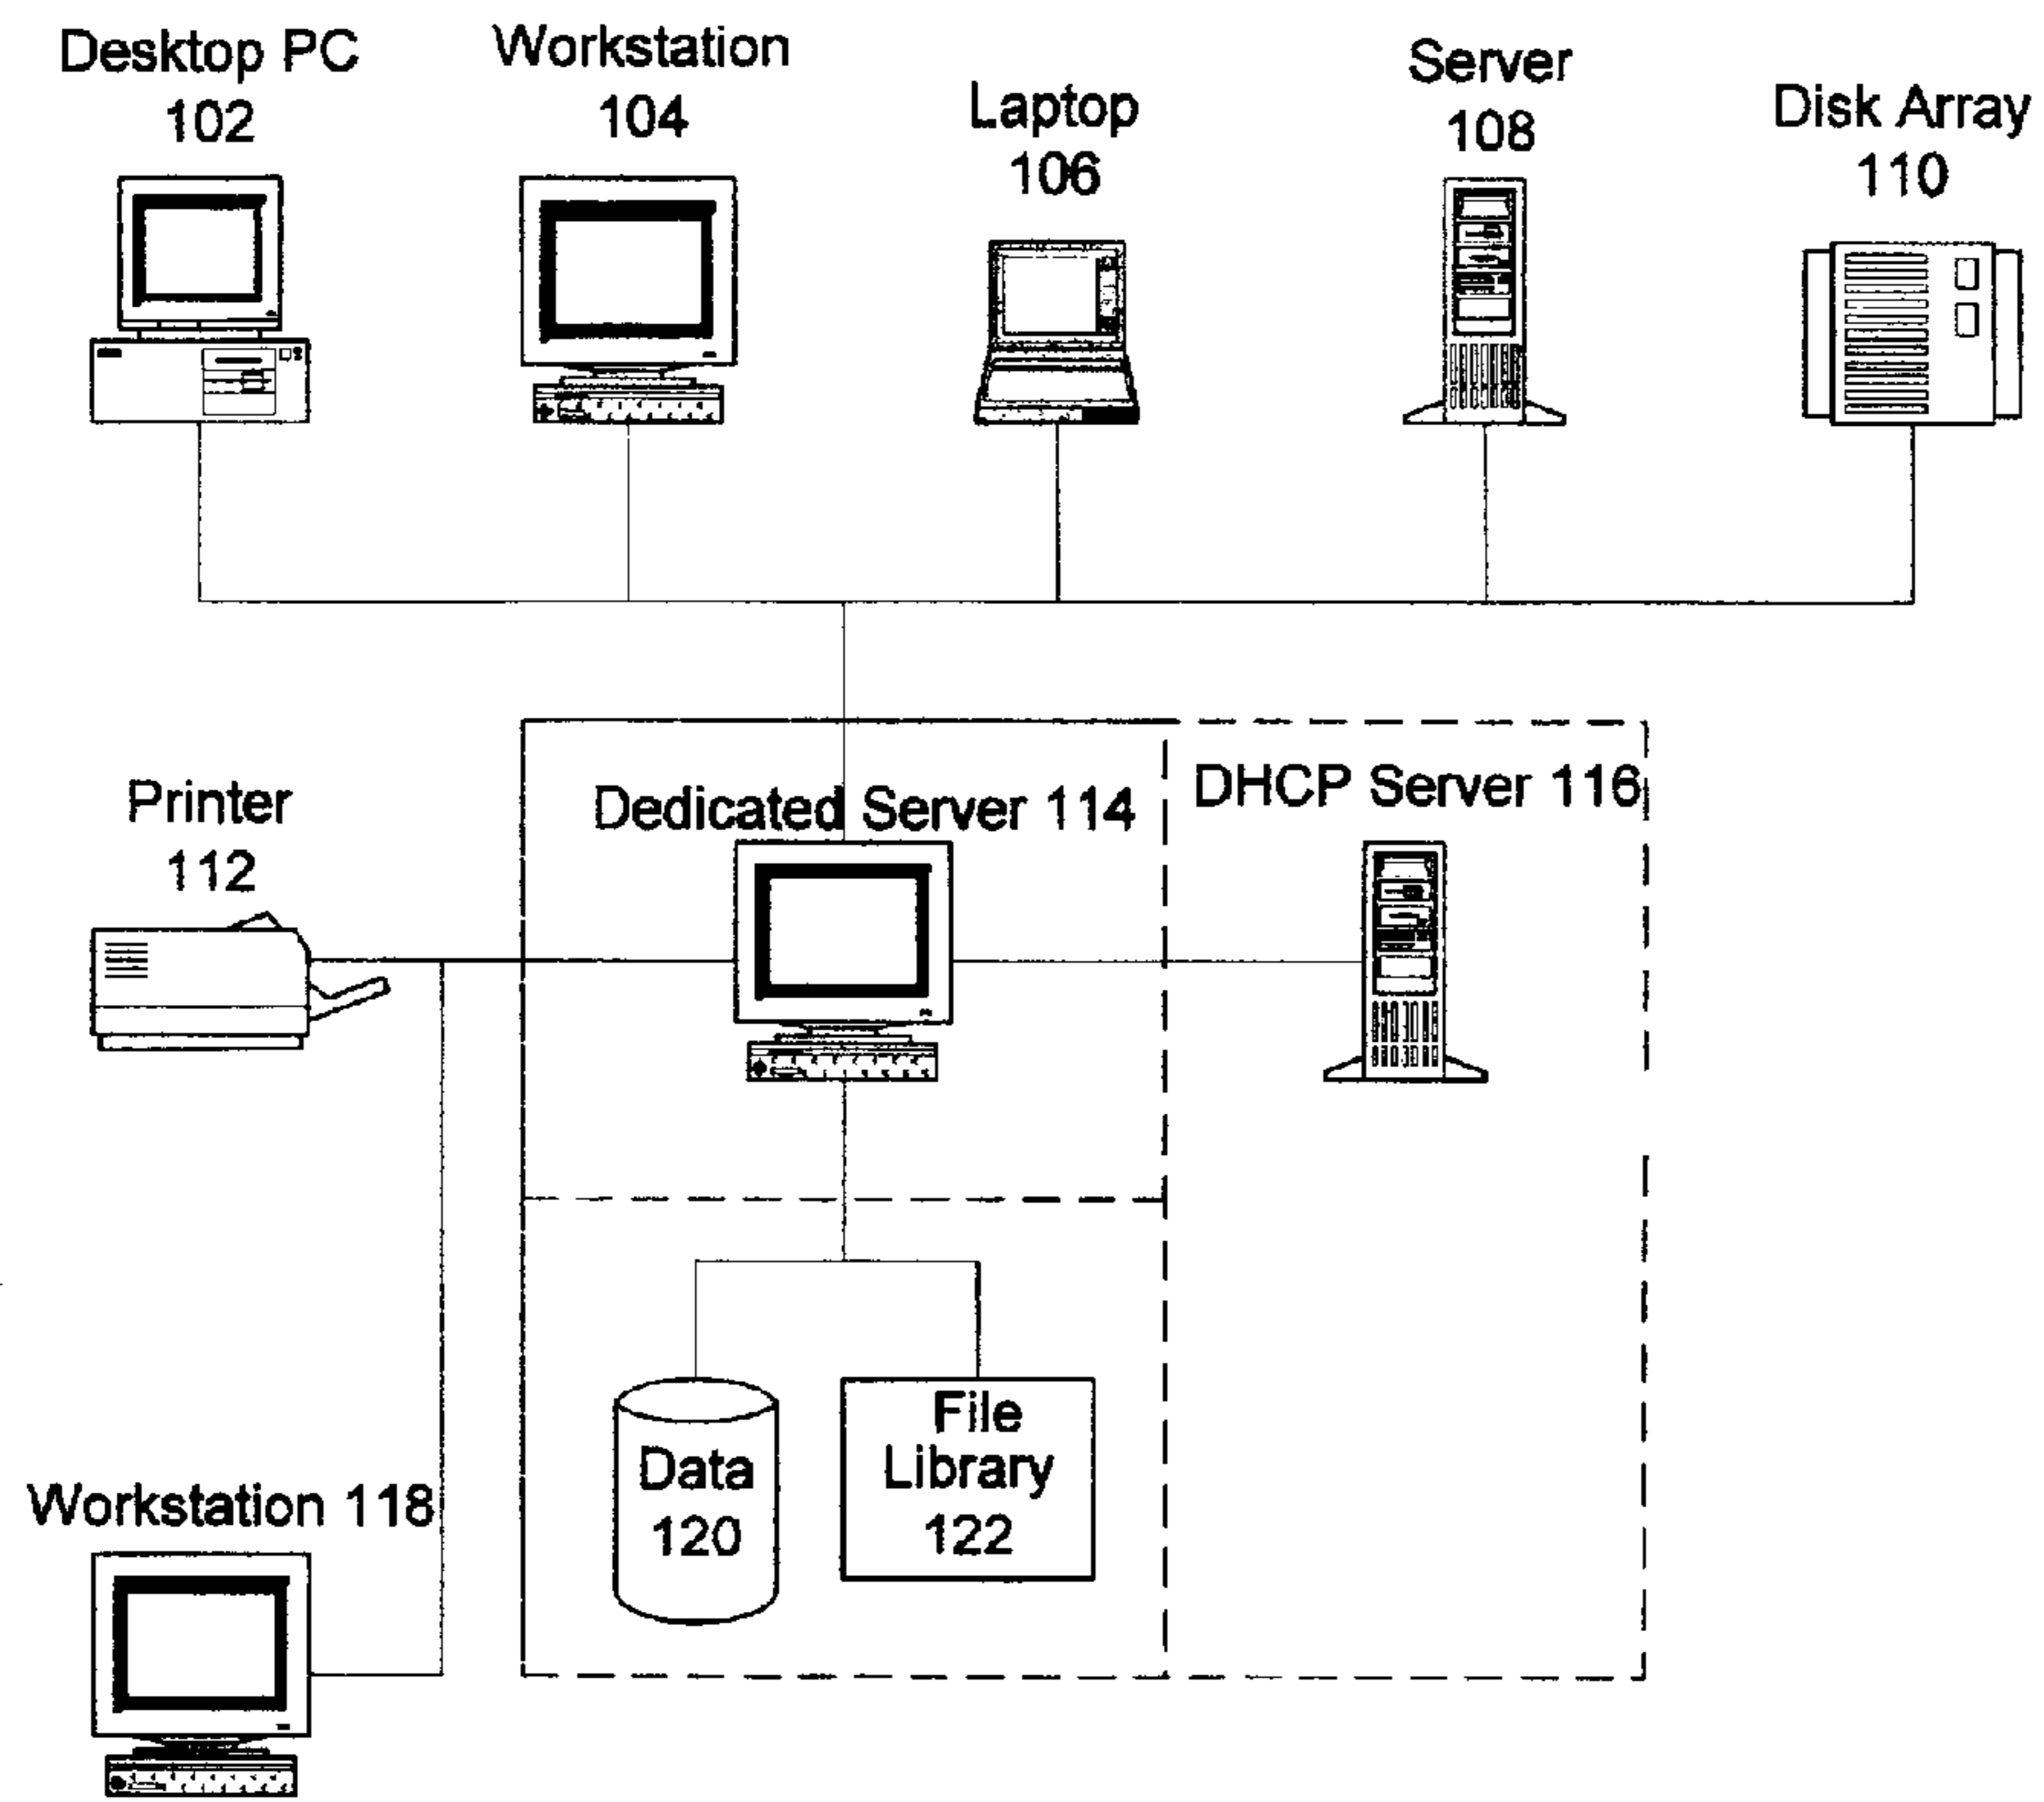 Desktop PC
102
Workstation
104
Laptop
106
Server
108
Disk Array
110
Printer
112
Dedicated Server 114
DHCP Server 116
Workstation 118
Data
120
File
Library
122